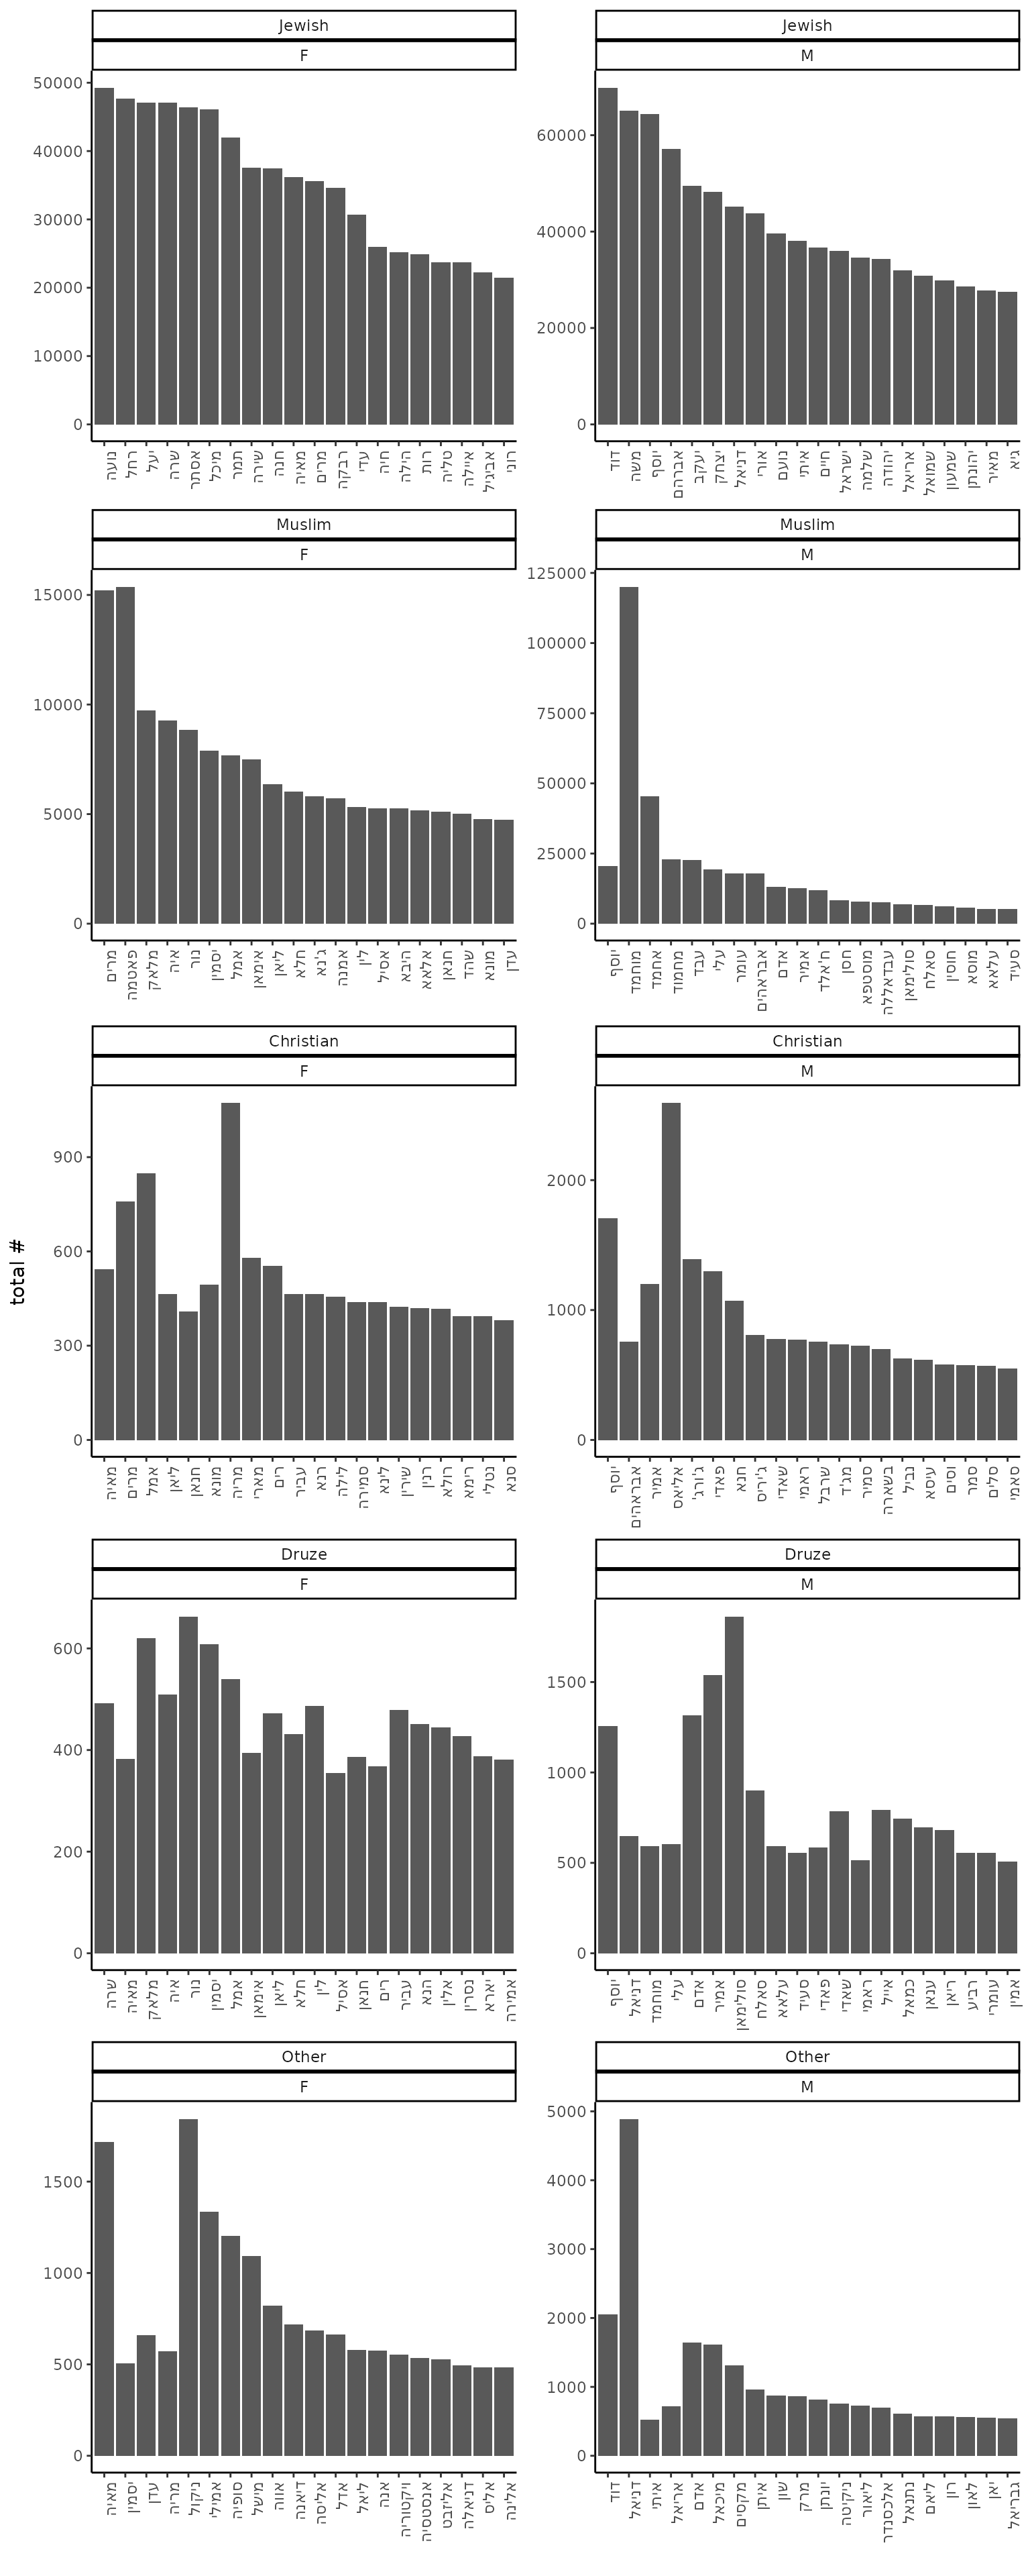 Jewish
F
50000
40000
30000
20000
10000
0
נועה
רחל
יעל
שרה
אסתר
מיכל
תמר
שירה
חנה
מאיה
מרים
רבקה
עדי
חיה
הילה
רות
טליה
איילה
אביגיל
רוני
Jewish
M
60000
40000
20000
0
דוד
משה
יוסף
אברהם
יעקב
יצחק
דניאל
אורי
נועם
איתי
חיים
ישראל
שלמה
יהודה
אריאל
שמואל
שמעון
יהונתן
מאיר
גיא
Muslim
F
15000
10000
5000
0
מרים
פאטמה
מלאק
איה
נור
יסמין
אמל
אימאן
ליאן
חלא
ג'נא
אמנה
לין
אסיל
היבא
אלאא
חנאן
שהד
מונא
עדן
Muslim
M
125000
100000
75000
50000
25000
0
יוסף
מוחמד
אחמד
מחמוד
עבד
עלי
עומר
אבראהים
אדם
אמיר
ח'אלד
חסן
מוסטפא
עבדאללה
סולימאן
סאלח
חוסין
מוסא
עלאא
סעיד
total #
Christian
F
900
600
300
0
מאיה
מרים
אמל
ליאן
חנאן
מונא
מריה
מארי
רים
עביר
רנא
לילה
סמירה
לינא
שירין
רנין
רולא
רימא
נטלי
סנא
Christian
M
2000
1000
0
יוסף
אבראהים
אמיר
אליאס
ג'ורג'
פאדי
חנא
ג'יריס
שאדי
ראמי
שרבל
מג'ד
סמיר
בשארה
נביל
עיסא
וסים
סמר
סלים
סאמי
Druze
F
600
400
200
0
שרה
מאיה
מלאק
איה
נור
יסמין
אמל
אימאן
ליאן
חלא
לין
אסיל
חנאן
רים
עביר
הנא
אלין
נסרין
יארא
אמירה
Druze
M
1500
1000
500
0
יוסף
דניאל
מוחמד
עלי
אדם
אמיר
סולימאן
סאלח
עלאא
סעיד
פאדי
שאדי
ראמי
אייל
כמאל
ענאן
ריאן
רביע
עומרי
אמין
Other
F
1500
1000
500
0
מאיה
יסמין
עדן
מריה
ניקול
אמילי
סופיה
מישל
אווה
דיאנה
אליסה
אדל
ליאל
אנה
ויקטוריה
אנסטסיה
אליזבט
דניאלה
אליס
אלינה
Other
M
5000
4000
3000
2000
1000
0
דוד
דניאל
איתי
אריאל
אדם
מיכאל
מקסים
איתן
שון
מרק
יונתן
ניקיטה
ליאור
אלכסנדר
נתנאל
ליאם
רון
לאון
יאן
גבריאל